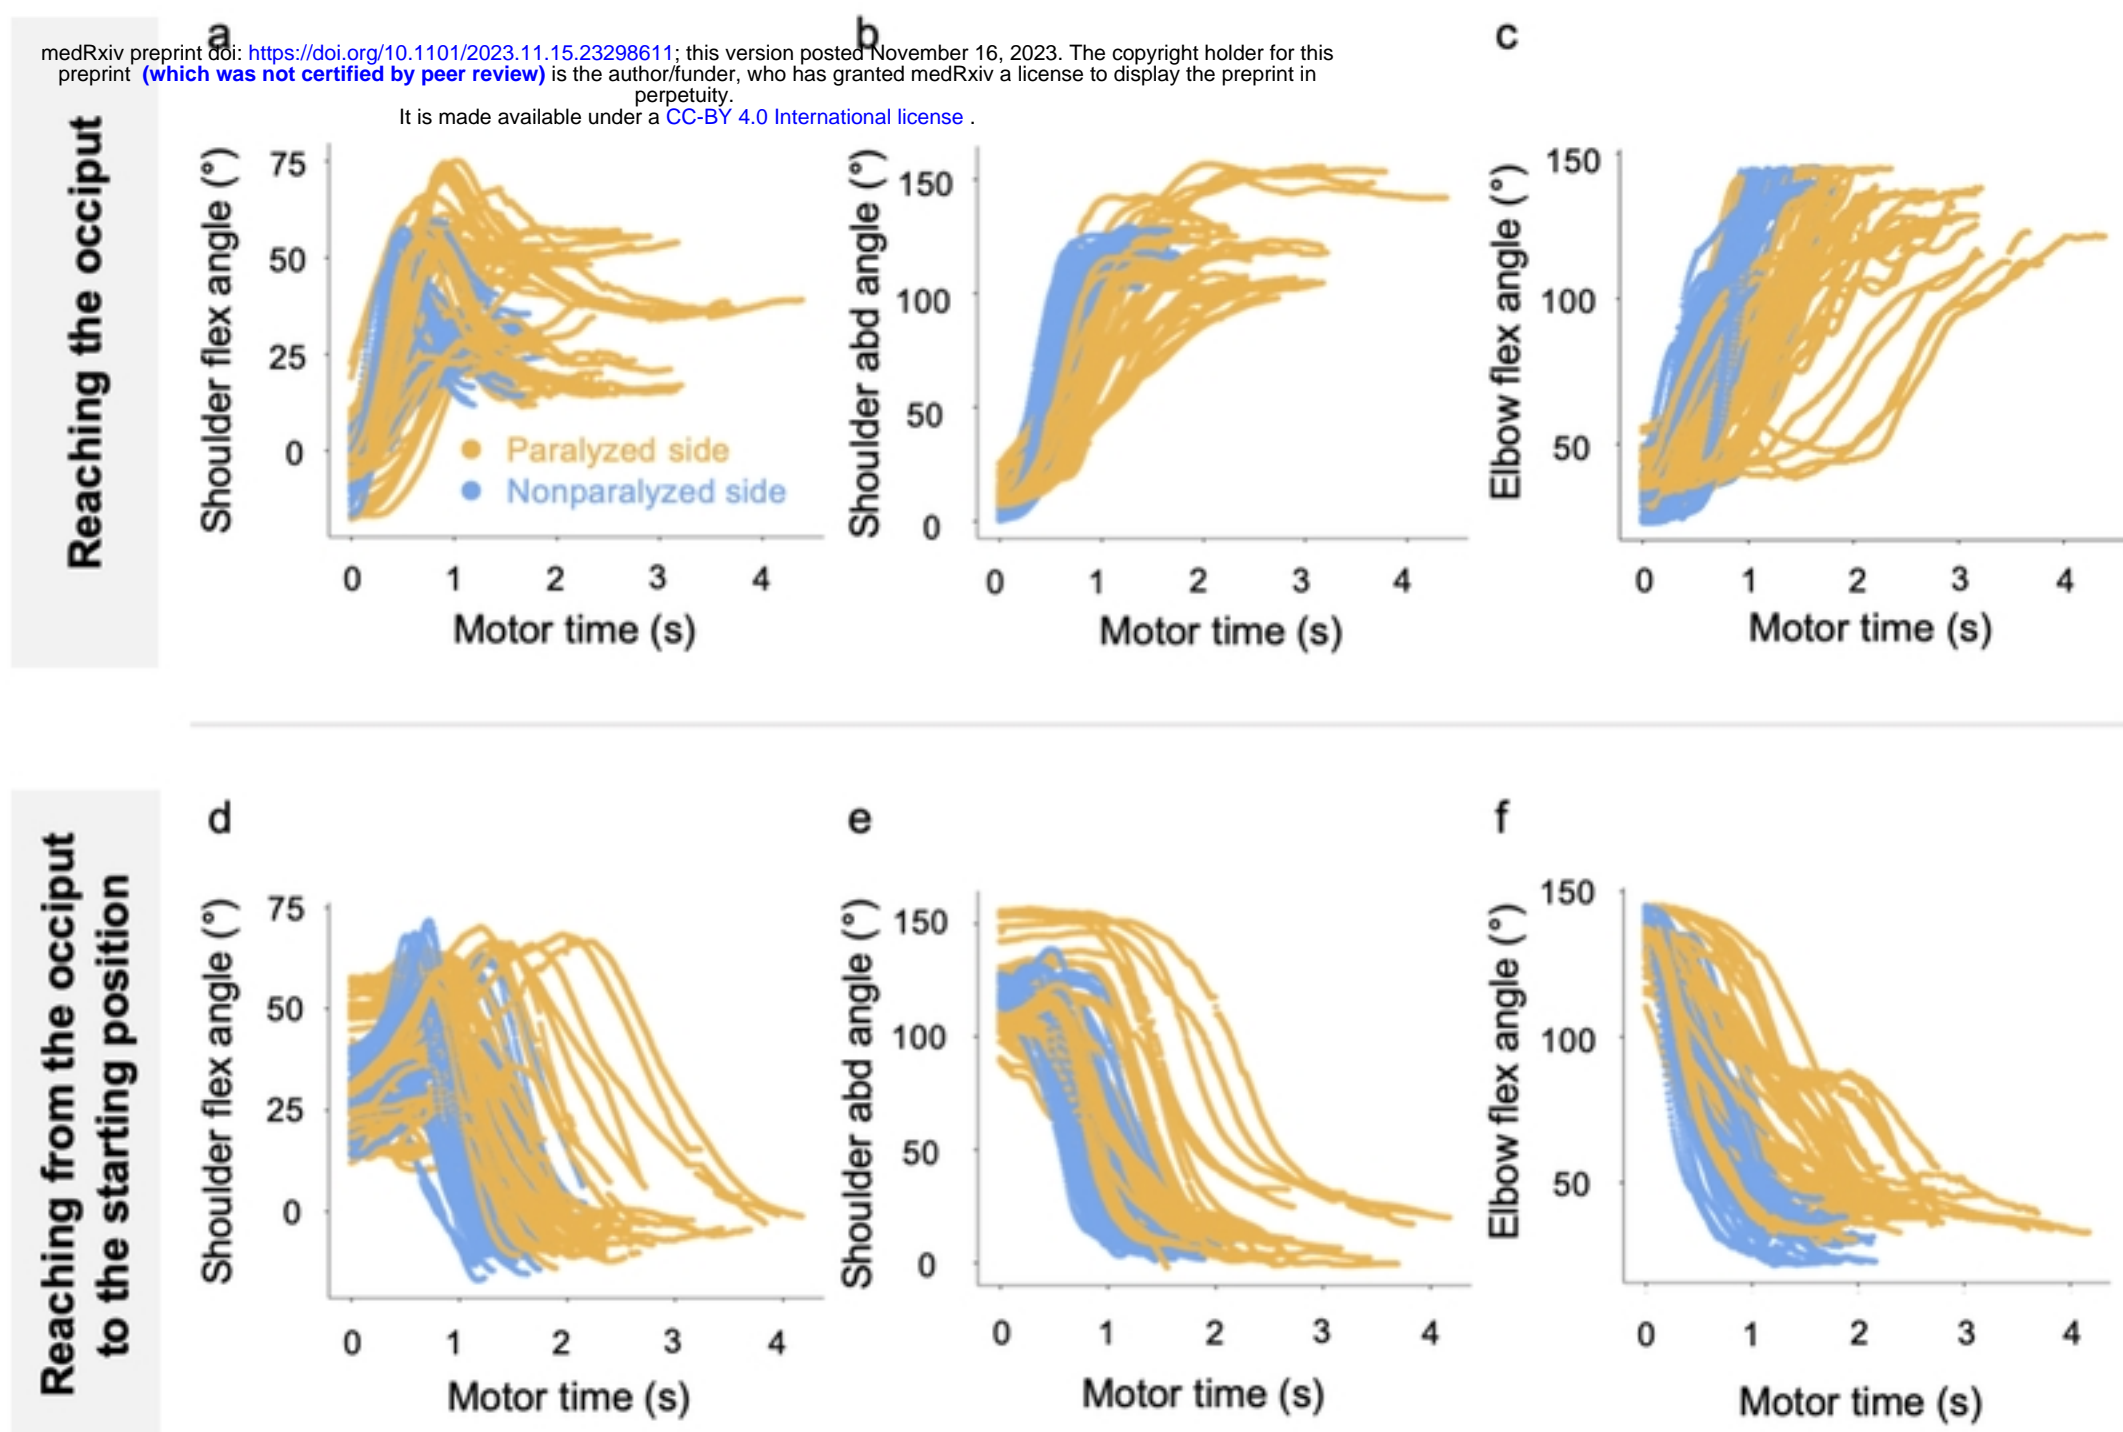 a
b
c
medRxiv preprint doi: https://doi.org/10.1101/2023.11.15.23298611; this version posted November 16, 2023. The copyright holder for this
preprint (which was not certified by peer review) is the author/funder, who has granted medRxiv a license to display the preprint in
perpetuity.
It is made available under a CC-BY 4.0 International license .
Reaching the occiput
Shoulder flex angle (°)
75
50
25
0
Paralyzed side
Nonparalyzed side
0 1 2 3 4
Motor time (s)
Shoulder abd angle (°)
150
100
50
0
0 1 2 3 4
Motor time (s)
Elbow flex angle (°)
150
100
50
0 1 2 3 4
Motor time (s)
Reaching from the occiput
to the starting position
d
Shoulder flex angle (°)
75
50
25
0
0 1 2 3 4
Motor time (s)
e
Shoulder abd angle (°)
150
100
50
0
0 1 2 3 4
Motor time (s)
f
Elbow flex angle (°)
150
100
50
0 1 2 3 4
Motor time (s)